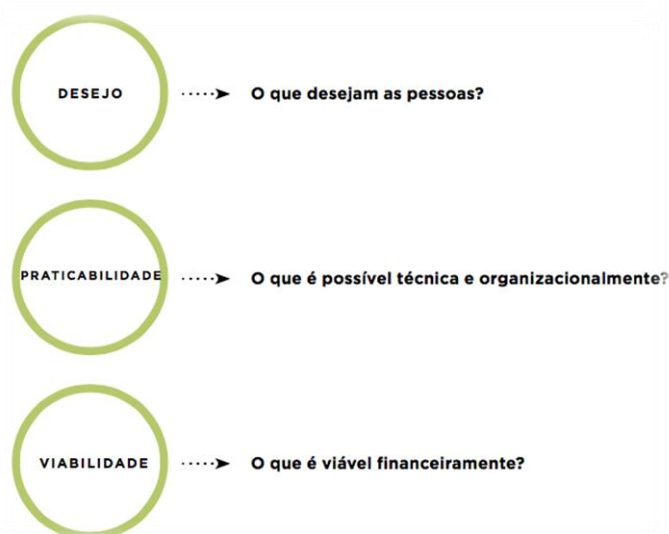 DESEJO
O que desejam as pessoas?
PRATICABILIDADE
O que é possível técnica e organizacionalmente?
VIABILIDADE
O que é viável financeiramente?